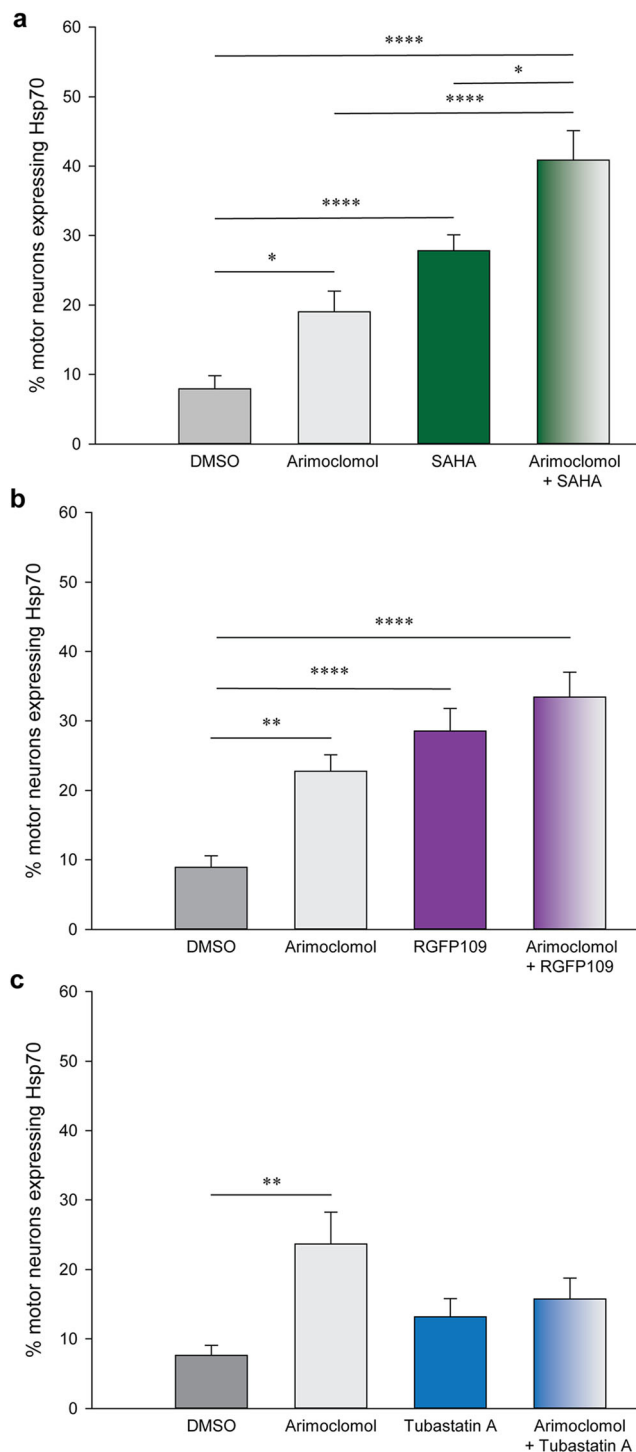 a
% motor neurons expressing Hsp70
60
50
40
30
20
10
0
****
*
****
****
*
DMSO
Arimoclomol
SAHA
Arimoclomol
+ SAHA
b
% motor neurons expressing Hsp70
60
50
40
30
20
10
0
****
****
**
DMSO
Arimoclomol
RGFP109
Arimoclomol
+ RGFP109
c
% motor neurons expressing Hsp70
60
50
40
30
20
10
0
**
DMSO
Arimoclomol
Tubastatin A
Arimoclomol
+ Tubastatin A